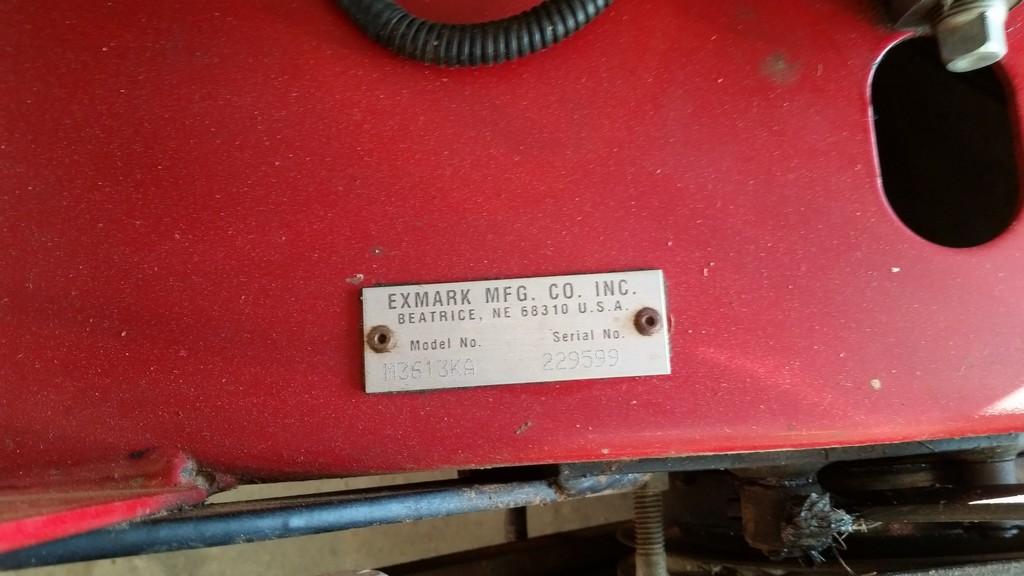 EXMARK MFG. CO. INC.
BEATRICE, NE 68310 U.S.A.
Model No. Serial No.
M3613KA 229599